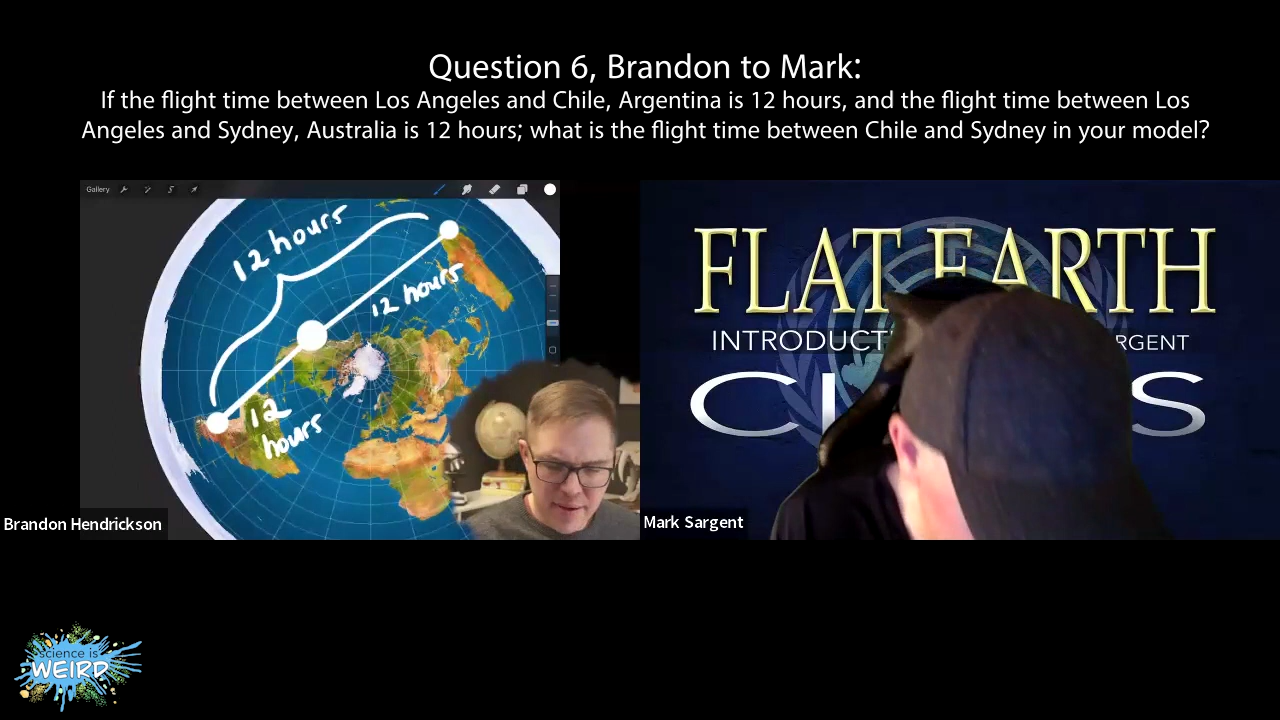 Question 6, Brandon to Mark:
If the flight time between Los Angeles and Chile, Argentina is 12 hours, and the flight time between Los
Angeles and Sydney, Australia is 12 hours; what is the flight time between Chile and Sydney in your model?
Gallery
12 hours
12 hours
12
hours
FLAT EARTH
INTRODUCT
RGENT
CL
S
Brandon Hendrickson
Mark Sargent
science is
WEIRD